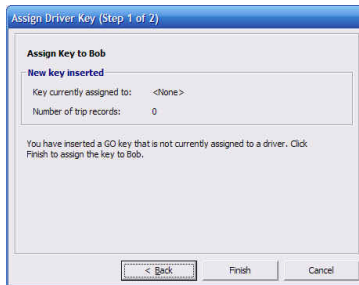 Assign Driver Key (Step 1 of 2)
Assign Key to Bob
New key inserted
Key currently assigned to: <None>
Number of trip records: 0
You have inserted a GO key that is not currently assigned to a driver. Click
Finish to assign the key to Bob.
< Back Finish Cancel